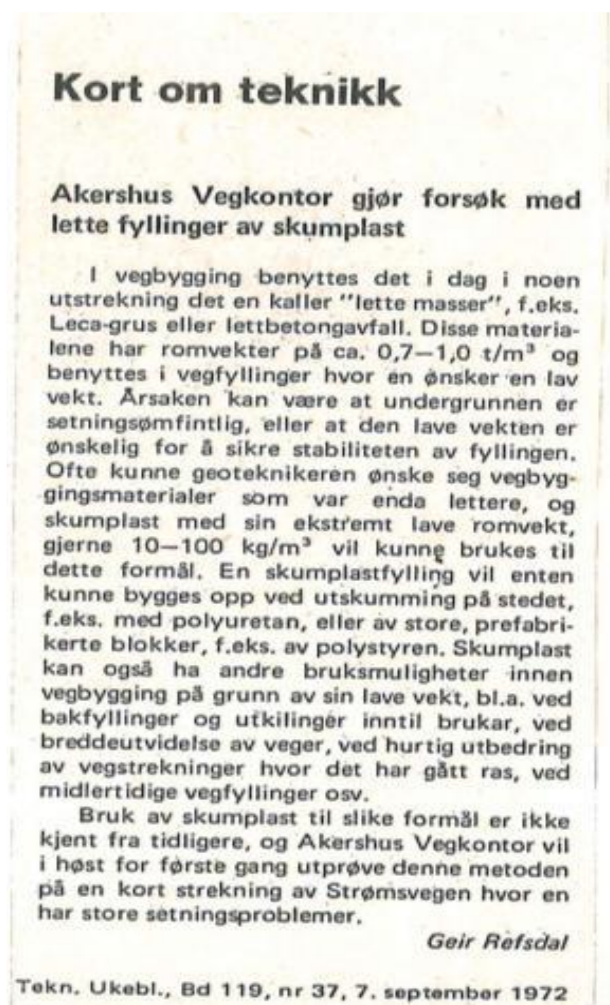 Kort om teknikk
Akershus Vegkontor gjør forsøk med
lette fyllinger av skumplast
I vegbygging benyttes det i dag i noen
utstrekning det en kaller "lette masser", f.eks.
Leca-grus eller lettbetongavfall. Disse materia-
lene har romvekter på ca. 0,7—1,0 t/m³ og
benyttes i vegfyllinger hvor en ønsker en lav
vekt. Årsaken kan være at undergrunnen er
setningsømfintlig, eller at den lave vekten er
ønskelig for å sikre stabiliteten av fyllingen.
Ofte kunne geoteknikeren ønske seg vegbyg-
gingsmaterialer som var enda lettere, og
skumplast med sin ekstremt lave romvekt,
gjerne 10—100 kg/m³ vil kunne brukes til
dette formål. En skumplastfylling vil enten
kunne bygges opp ved utskumming på stedet,
f.eks. med polyuretan, eller av store, prefabri-
kerte blokker, f.eks. av polystyren. Skumplast
kan også ha andre bruksmuligheter innen
vegbygging på grunn av sin lave vekt, bl.a. ved
bakfyllinger og utkilinger inntil brukar, ved
breddeutvidelse av veger, ved hurtig utbedring
av vegstrekninger hvor det har gått ras, ved
midlertidige vegfyllinger osv.
Bruk av skumplast til slike formål er ikke
kjent fra tidligere, og Akershus Vegkontor vil
i høst for første gang utprøve denne metoden
på en kort strekning av Strømsvegen hvor en
har store setningsproblemer.
Geir Refsdal
Tekn. Ukebl., Bd 119, nr 37, 7. september 1972